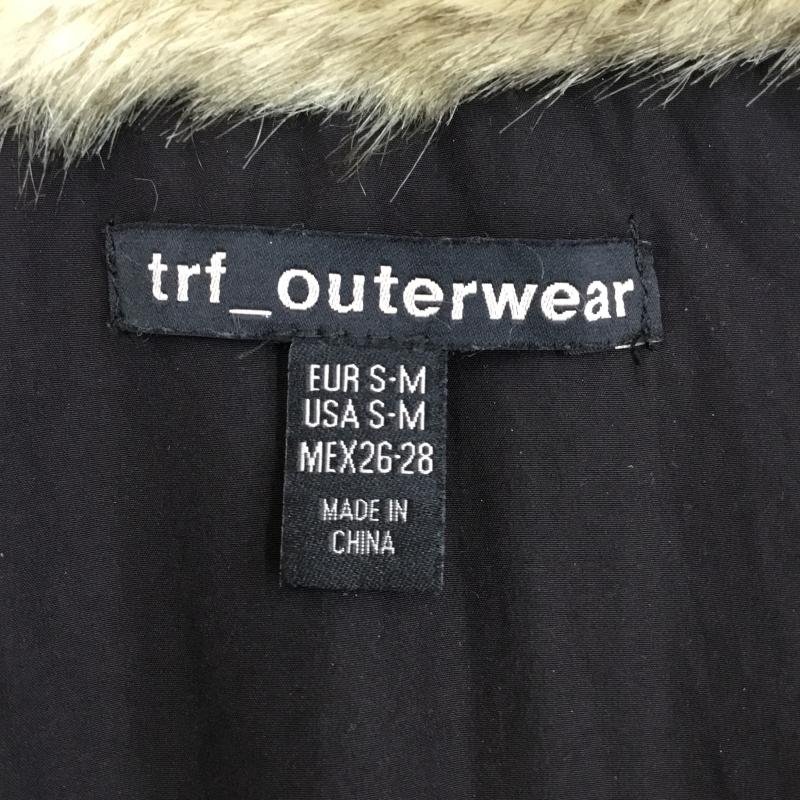 trf_outerwear
EUR S-M
USA S-M
MEX26-28
MADE IN
CHINA